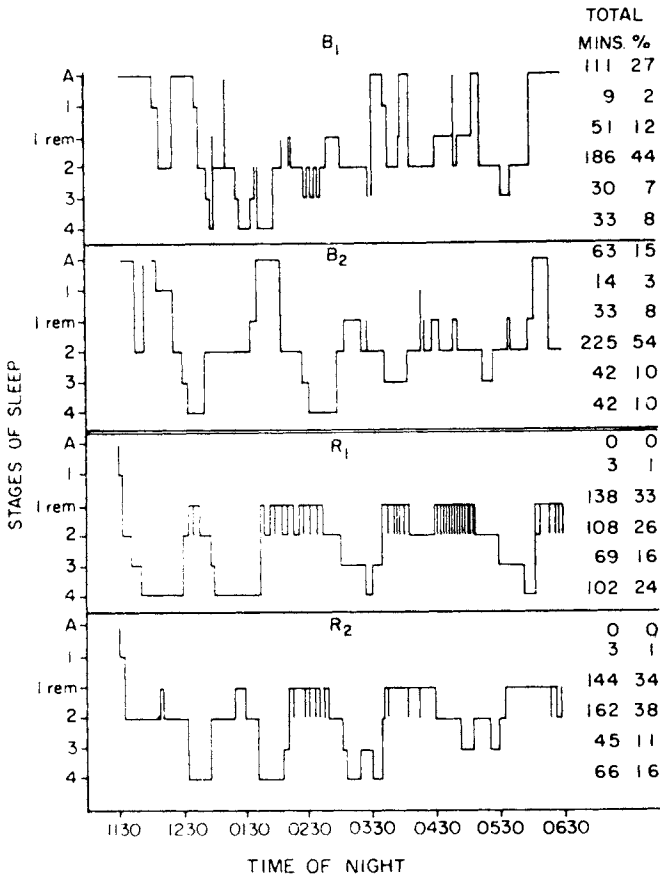 TOTAL
B1 MINS. %
A 111 27
1 9 2
1 rem 51 12
2 186 44
3 30 7
4 33 8
B2 63 15
A
1 14 3
1 rem 33 8
2 225 54
3 42 10
4 42 10
STAGES OF SLEEP
R1 0 0
A
1 3 1
1 rem 138 33
2 108 26
3 69 16
4 102 24
R2 0 0
A
1 3 1
1 rem 144 34
2 162 38
3 45 11
4 66 16
1130 1230 0130 0230 0330 0430 0530 0630
TIME OF NIGHT